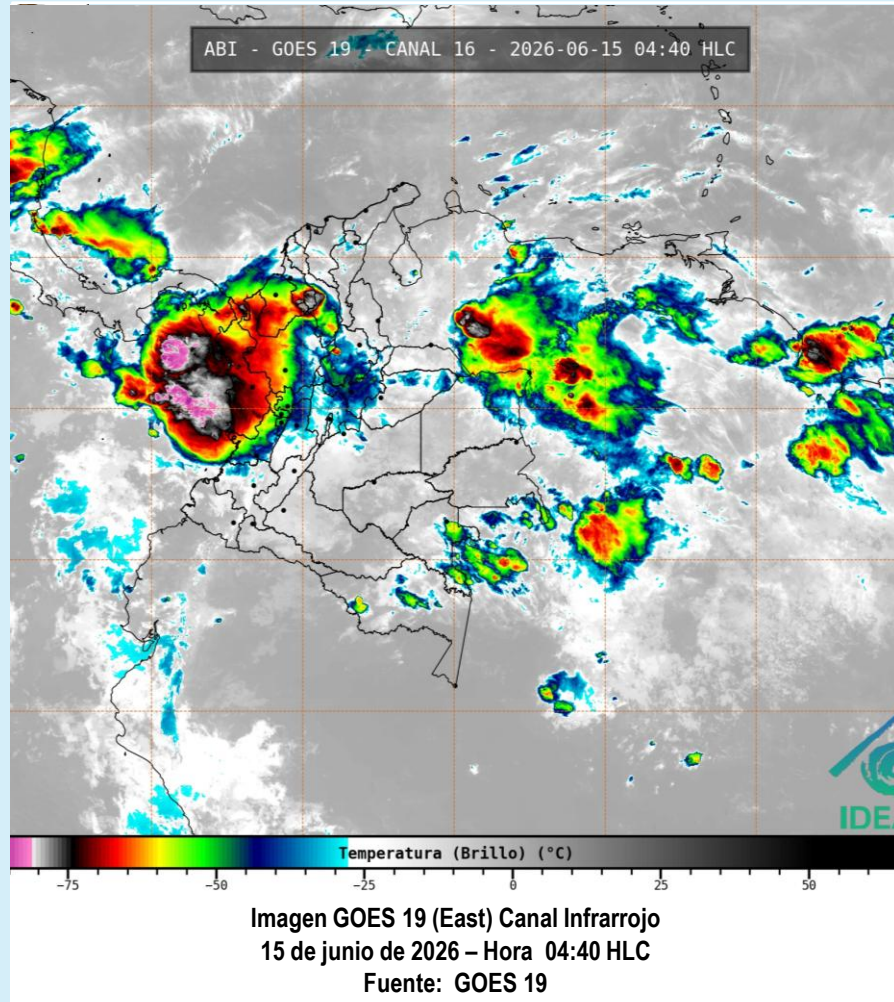 ABI - GOES 19 - CANAL 16 - 2026-06-15 04:40 HLC
IDEA
Temperatura (Brillo) (°C)
−75 −50 −25 0 25 50
Imagen GOES 19 (East) Canal Infrarrojo
15 de junio de 2026 – Hora 04:40 HLC
Fuente: GOES 19